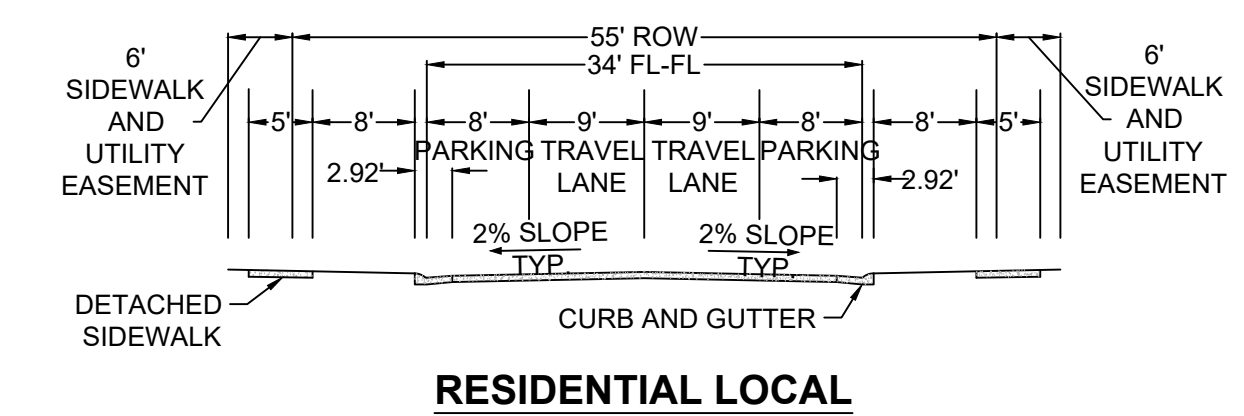 55' ROW
34' FL-FL
6'
SIDEWALK
AND
UTILITY
EASEMENT
6'
SIDEWALK
AND
UTILITY
EASEMENT
5' 8' 8' 9' 9' 8' 8' 5'
PARKING TRAVEL LANE TRAVEL LANE PARKING
2.92' 2.92'
2% SLOPE
TYP.
2% SLOPE
TYP.
DETACHED
SIDEWALK
CURB AND GUTTER
RESIDENTIAL LOCAL